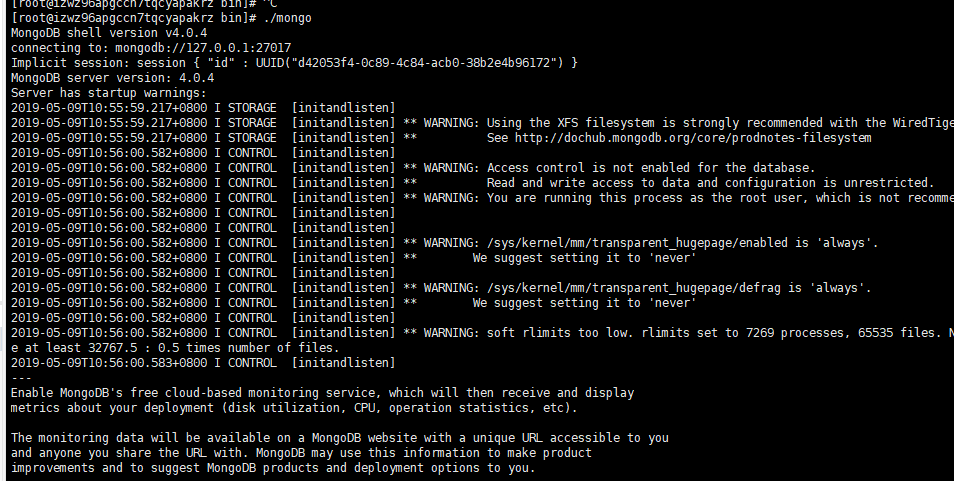 [root@izwz96apgccn7tqcyapakrz bin]# ^C
[root@izwz96apgccn7tqcyapakrz bin]# ./mongo
MongoDB shell version v4.0.4
connecting to: mongodb://127.0.0.1:27017
Implicit session: session { "id" : UUID("d42053f4-0c89-4c84-acb0-38b2e4b96172") }
MongoDB server version: 4.0.4
Server has startup warnings:
2019-05-09T10:55:59.217+0800 I STORAGE  [initandlisten]
2019-05-09T10:55:59.217+0800 I STORAGE  [initandlisten] ** WARNING: Using the XFS filesystem is strongly recommended with the WiredTige
2019-05-09T10:55:59.217+0800 I STORAGE  [initandlisten] **          See http://dochub.mongodb.org/core/prodnotes-filesystem
2019-05-09T10:56:00.582+0800 I CONTROL  [initandlisten]
2019-05-09T10:56:00.582+0800 I CONTROL  [initandlisten] ** WARNING: Access control is not enabled for the database.
2019-05-09T10:56:00.582+0800 I CONTROL  [initandlisten] **          Read and write access to data and configuration is unrestricted.
2019-05-09T10:56:00.582+0800 I CONTROL  [initandlisten] ** WARNING: You are running this process as the root user, which is not recomme
2019-05-09T10:56:00.582+0800 I CONTROL  [initandlisten]
2019-05-09T10:56:00.582+0800 I CONTROL  [initandlisten]
2019-05-09T10:56:00.582+0800 I CONTROL  [initandlisten] ** WARNING: /sys/kernel/mm/transparent_hugepage/enabled is 'always'.
2019-05-09T10:56:00.582+0800 I CONTROL  [initandlisten] **        We suggest setting it to 'never'
2019-05-09T10:56:00.582+0800 I CONTROL  [initandlisten]
2019-05-09T10:56:00.582+0800 I CONTROL  [initandlisten] ** WARNING: /sys/kernel/mm/transparent_hugepage/defrag is 'always'.
2019-05-09T10:56:00.582+0800 I CONTROL  [initandlisten] **        We suggest setting it to 'never'
2019-05-09T10:56:00.582+0800 I CONTROL  [initandlisten]
2019-05-09T10:56:00.582+0800 I CONTROL  [initandlisten] ** WARNING: soft rlimits too low. rlimits set to 7269 processes, 65535 files. N
e at least 32767.5 : 0.5 times number of files.
2019-05-09T10:56:00.583+0800 I CONTROL  [initandlisten]
---
Enable MongoDB's free cloud-based monitoring service, which will then receive and display
metrics about your deployment (disk utilization, CPU, operation statistics, etc).

The monitoring data will be available on a MongoDB website with a unique URL accessible to you
and anyone you share the URL with. MongoDB may use this information to make product
improvements and to suggest MongoDB products and deployment options to you.